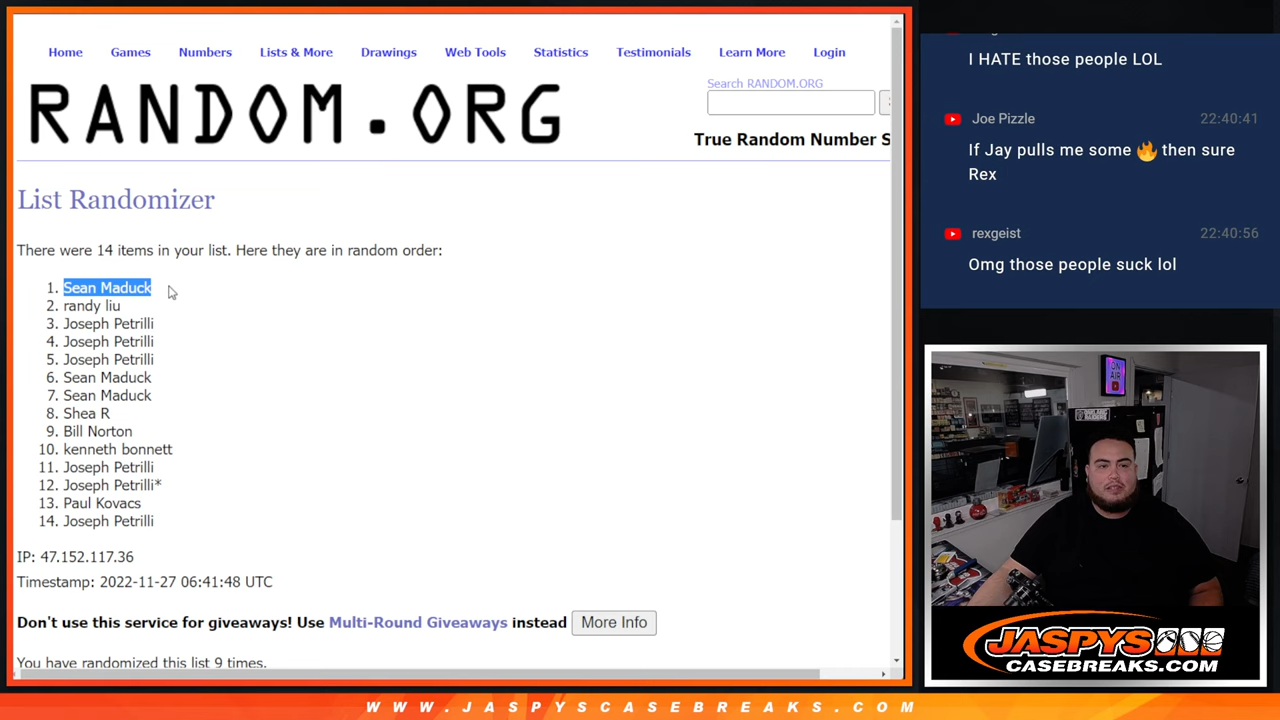 Home Games Numbers Lists & More Drawings Web Tools Statistics Testimonials Learn More Login
RANDOM.ORG
Search RANDOM.ORG
True Random Number S
List Randomizer
There were 14 items in your list. Here they are in random order:
1. Sean Maduck
2. randy liu
3. Joseph Petrilli
4. Joseph Petrilli
5. Joseph Petrilli
6. Sean Maduck
7. Sean Maduck
8. Shea R
9. Bill Norton
10. kenneth bonnett
11. Joseph Petrilli
12. Joseph Petrilli*
13. Paul Kovacs
14. Joseph Petrilli
IP: 47.152.117.36
Timestamp: 2022-11-27 06:41:48 UTC
Don't use this service for giveaways! Use Multi-Round Giveaways instead More Info
You have randomized this list 9 times.
I HATE those people LOL
Joe Pizzle 22:40:41
If Jay pulls me some 🔥 then sure
Rex
rexgeist 22:40:56
Omg those people suck lol
ON
AIR
JASPYS
CASEBREAKS.COM
WWW.JASPYSCASEBREAKS.COM